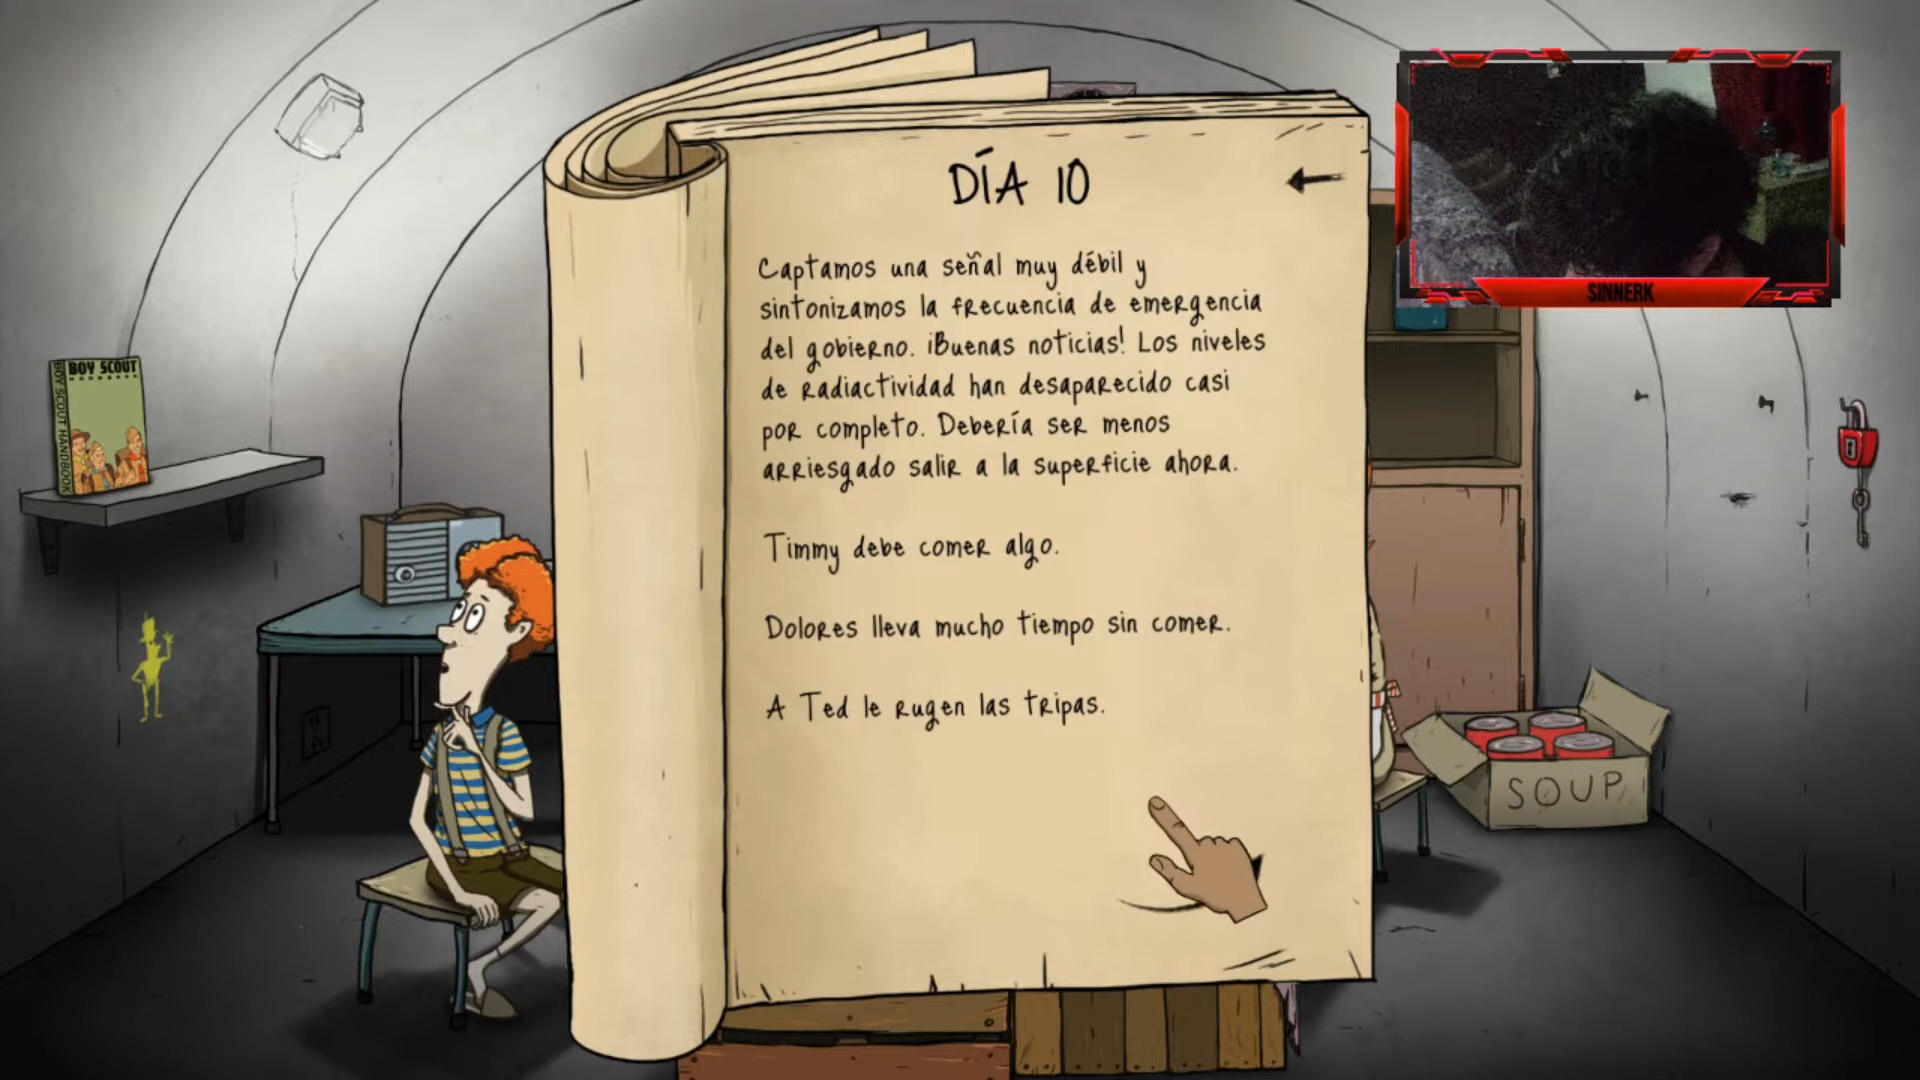 DÍA 10
Captamos una señal muy débil y
sintonizamos la frecuencia de emergencia
del gobierno. ¡Buenas noticias! Los niveles
de radiactividad han desaparecido casi
por completo. Debería ser menos
arriesgado salir a la superficie ahora.
Timmy debe comer algo.
Dolores lleva mucho tiempo sin comer.
A Ted le rugen las tripas.
SINNERK
BOY SCOUT
HANDBOOK
BOY SCOUT HANDBOOK
SOUP